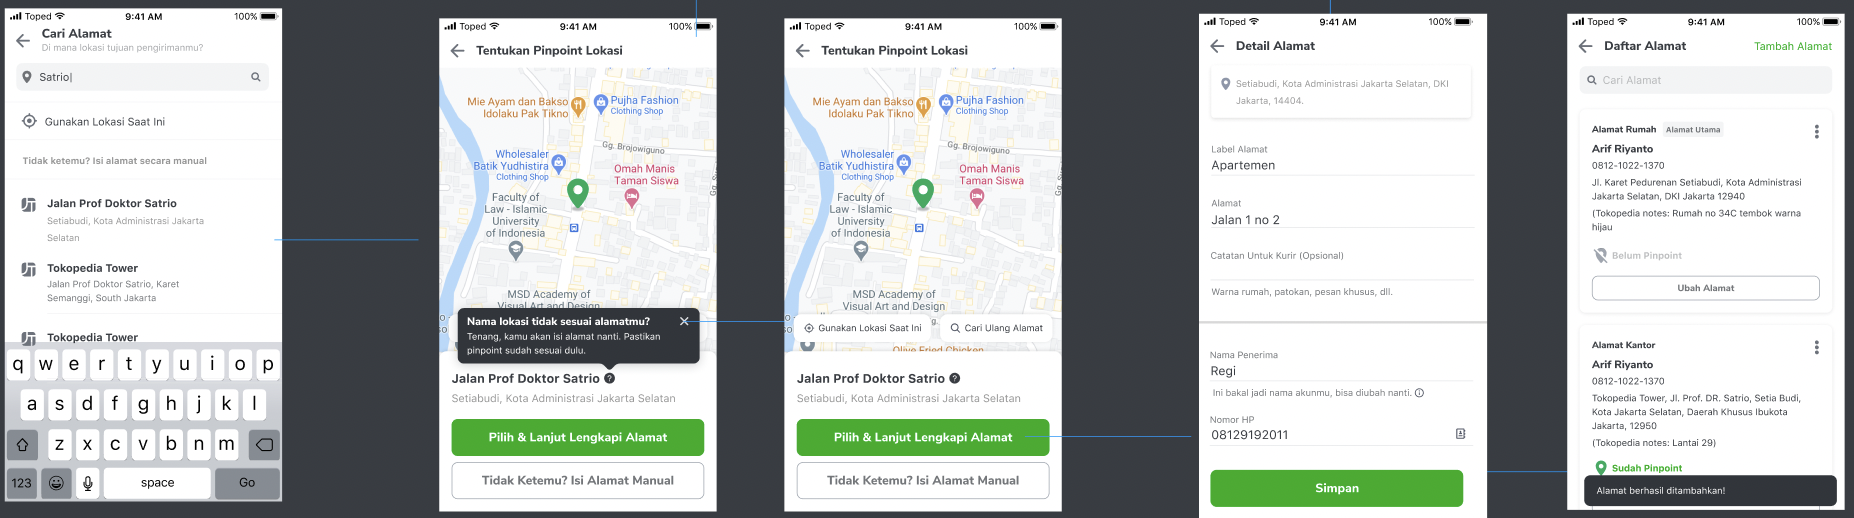 Toped 9:41 AM 100%
Cari Alamat
Di mana lokasi tujuan pengirimanmu?
Satrio
Gunakan Lokasi Saat Ini
Tidak ketemu? Isi alamat secara manual
Jalan Prof Doktor Satrio
Setiabudi, Kota Administrasi Jakarta
Selatan
Tokopedia Tower
Jalan Prof Doktor Satrio, Karet
Semanggi, South Jakarta
Tokopedia Tower
q w e r t y u i o p
a s d f g h j k l
z x c v b n m
123 space Go
Toped 9:41 AM 100%
Tentukan Pinpoint Lokasi
Mie Ayam dan Bakso
Idolaku Pak Tikno
Pujha Fashion
Clothing Shop
Gg. Brojowiguno
Wholesaler
Batik Yudhistira
Clothing Shop
Omah Manis
Taman Siswa
Faculty of
Law - Islamic
University
of Indonesia
MSD Academy of
Visual Art and Design
Nama lokasi tidak sesuai alamatmu?
Tenang, kamu akan isi alamat nanti. Pastikan
pinpoint sudah sesuai dulu.
Jalan Prof Doktor Satrio
Setiabudi, Kota Administrasi Jakarta Selatan
Pilih & Lanjut Lengkapi Alamat
Tidak Ketemu? Isi Alamat Manual
Toped 9:41 AM 100%
Tentukan Pinpoint Lokasi
Mie Ayam dan Bakso
Idolaku Pak Tikno
Pujha Fashion
Clothing Shop
Gg. Brojowiguno
Wholesaler
Batik Yudhistira
Clothing Shop
Omah Manis
Taman Siswa
Faculty of
Law - Islamic
University
of Indonesia
MSD Academy of
Visual Art and Design
Gunakan Lokasi Saat Ini
Cari Ulang Alamat
Olive Fried Chicken
Jalan Prof Doktor Satrio
Setiabudi, Kota Administrasi Jakarta Selatan
Pilih & Lanjut Lengkapi Alamat
Tidak Ketemu? Isi Alamat Manual
Toped 9:41 AM 100%
Detail Alamat
Setiabudi, Kota Administrasi Jakarta Selatan, DKI
Jakarta, 14404.
Label Alamat
Apartemen
Alamat
Jalan 1 no 2
Catatan Untuk Kurir (Opsional)
Warna rumah, patokan, pesan khusus, dll.
Nama Penerima
Regi
Ini bakal jadi nama akunmu, bisa diubah nanti.
Nomor HP
08129192011
Simpan
Toped 9:41 AM 100%
Daftar Alamat Tambah Alamat
Cari Alamat
Alamat Rumah Alamat Utama
Arif Riyanto
0812-1022-1370
Jl. Karet Pedurenan Setiabudi, Kota Administrasi
Jakarta Selatan, DKI Jakarta 12940
(Tokopedia notes: Rumah no 34C tembok warna
hijau
Belum Pinpoint
Ubah Alamat
Alamat Kantor
Arif Riyanto
0812-1022-1370
Tokopedia Tower, Jl. Prof. DR. Satrio, Setia Budi,
Kota Jakarta Selatan, Daerah Khusus Ibukota
Jakarta, 12950
(Tokopedia notes: Lantai 29)
Sudah Pinpoint
Alamat berhasil ditambahkan!